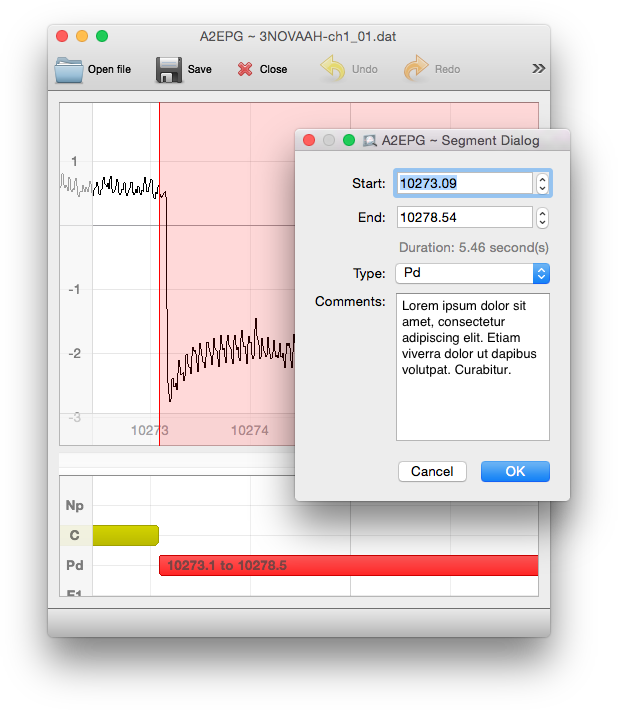 A2EPG ~ 3NOVAAH-ch1_01.dat
Open file Save Close Undo Redo »
A2EPG ~ Segment Dialog
Start: 10273.09
End: 10278.54
Duration: 5.46 second(s)
Type: Pd
Comments: Lorem ipsum dolor sit
amet, consectetur
adipiscing elit. Etiam
viverra dolor ut dapibus
volutpat. Curabitur.
Cancel OK
1
-1
-2
-3
10273 10274
Np
C
Pd 10273.1 to 10278.5
E1